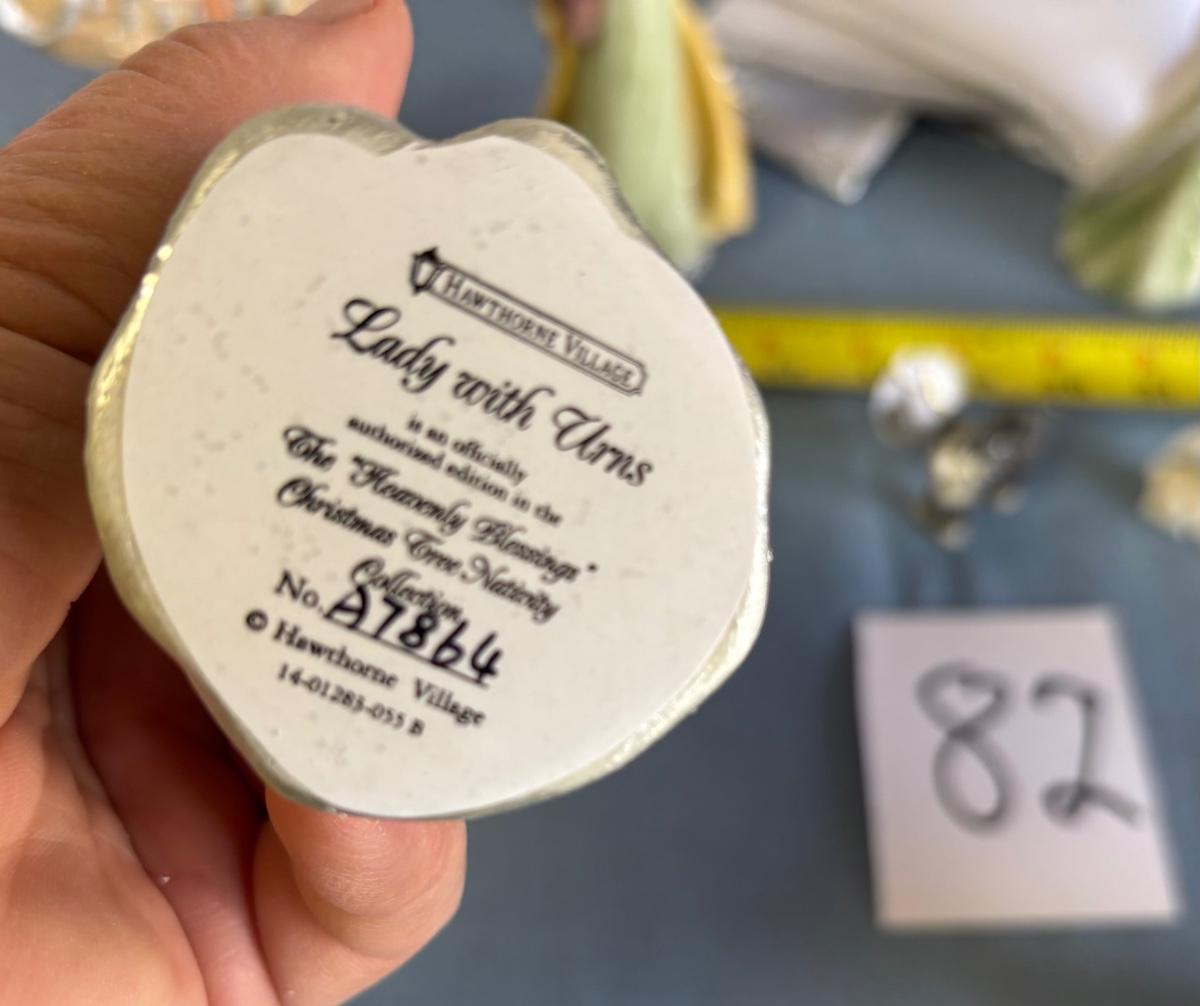 HAWTHORNE VILLAGE
Lady with Urns
is an officially
authorized edition in the
The "Heavenly Blessings"
Christmas Tree Nativity
Collection
No. A7864
© Hawthorne Village
14-01283-055 B
82